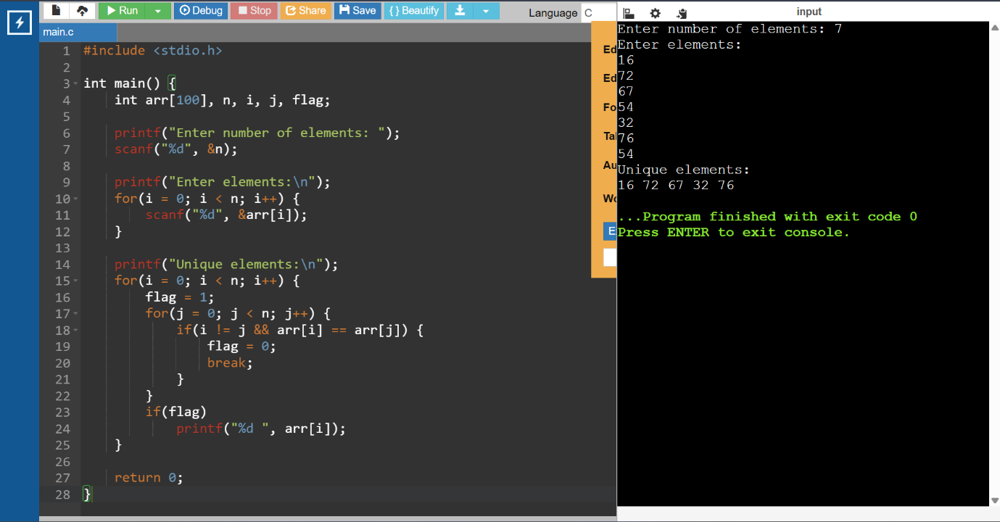 Run
Debug
Stop
Share
Save
{ } Beautify
Language C
input
main.c
1 #include <stdio.h>
2
3 int main() {
4 int arr[100], n, i, j, flag;
5
6 printf("Enter number of elements: ");
7 scanf("%d", &n);
8
9 printf("Enter elements:\n");
10 for(i = 0; i < n; i++) {
11 scanf("%d", &arr[i]);
12 }
13
14 printf("Unique elements:\n");
15 for(i = 0; i < n; i++) {
16 flag = 1;
17 for(j = 0; j < n; j++) {
18 if(i != j && arr[i] == arr[j]) {
19 flag = 0;
20 break;
21 }
22 }
23 if(flag)
24 printf("%d ", arr[i]);
25 }
26
27 return 0;
28 }
Ed
Ed
Fo
Ta
Au
Wo
E
Enter number of elements: 7
Enter elements:
16
72
67
54
32
76
54
Unique elements:
16 72 67 32 76
...Program finished with exit code 0
Press ENTER to exit console.